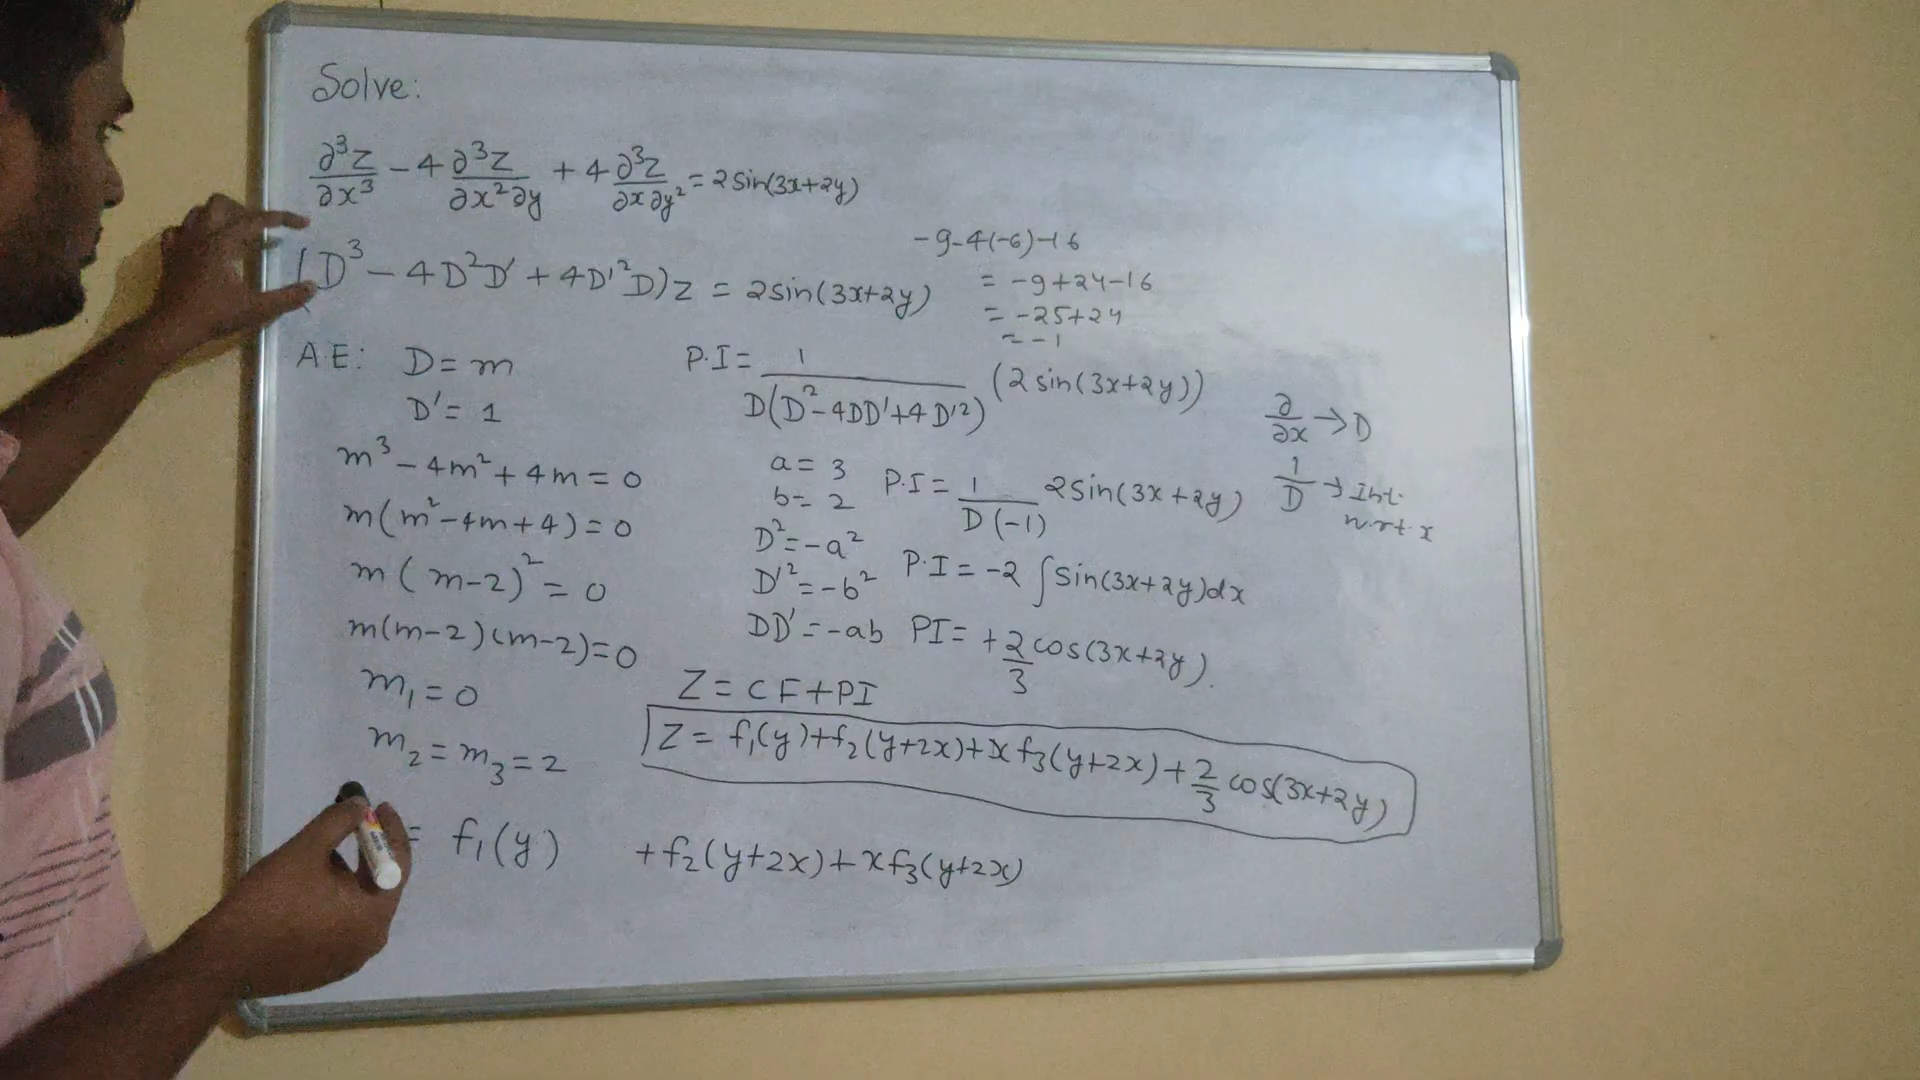 Solve:
∂³z/∂x³ - 4 ∂³z/∂x²∂y + 4 ∂³z/∂x∂y² = 2sin(3x+2y)
(D³ - 4D²D' + 4D'²D)z = 2sin(3x+2y)
-9-4(-6)-16
= -9+24-16
= -25+24
= -1
A.E: D = m
D' = 1
m³ - 4m² + 4m = 0
m(m²-4m+4) = 0
m(m-2)² = 0
m(m-2)(m-2)=0
m₁ = 0
m₂ = m₃ = 2
= f₁(y) + f₂(y+2x) + x f₃(y+2x)
P.I = 1/D(D²-4DD'+4D'²) (2sin(3x+2y))
a = 3
b = 2
D² = -a²
D'² = -b²
DD' = -ab
P.I = 1/D(-1) 2sin(3x+2y)
P.I = -2 ∫sin(3x+2y)dx
PI = +2/3 cos(3x+2y).
∂/∂x → D
1/D → Int.
w.r.t. x
Z = CF+PI
Z = f₁(y)+f₂(y+2x)+x f₃(y+2x)+2/3 cos(3x+2y)